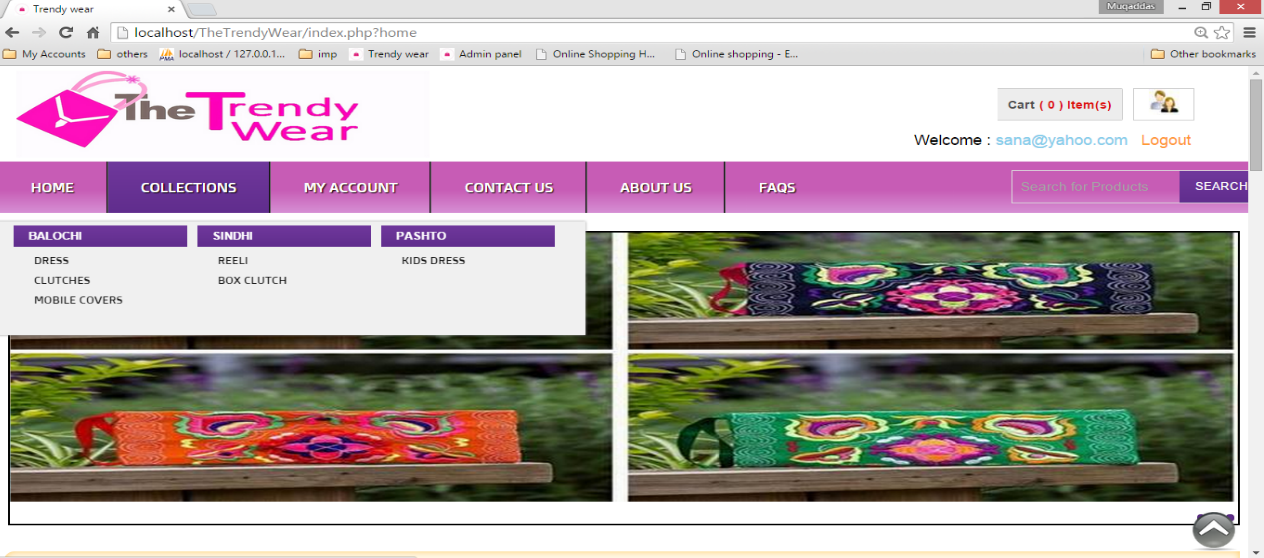 Trendy wear
Muqaddas
localhost/TheTrendyWear/index.php?home
My Accounts others localhost / 127.0.0.1... imp Trendy wear Admin panel Online Shopping H... Online shopping - E... Other bookmarks
The Trendy
Wear
Cart ( 0 ) Item(s)
Welcome : sana@yahoo.com Logout
HOME COLLECTIONS MY ACCOUNT CONTACT US ABOUT US FAQS Search for Products SEARCH
BALOCHI SINDHI PASHTO
DRESS REELI KIDS DRESS
CLUTCHES BOX CLUTCH
MOBILE COVERS